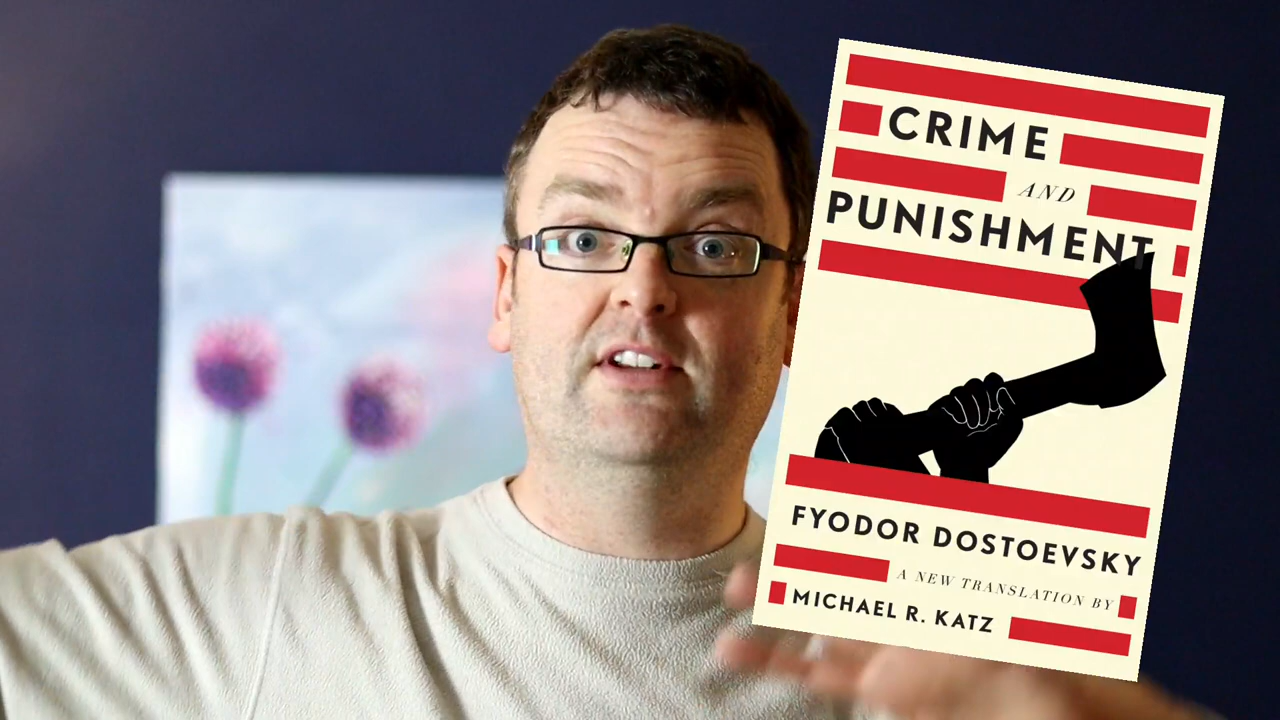 CRIME
AND
PUNISHMENT
FYODOR DOSTOEVSKY
A NEW TRANSLATION BY
MICHAEL R. KATZ